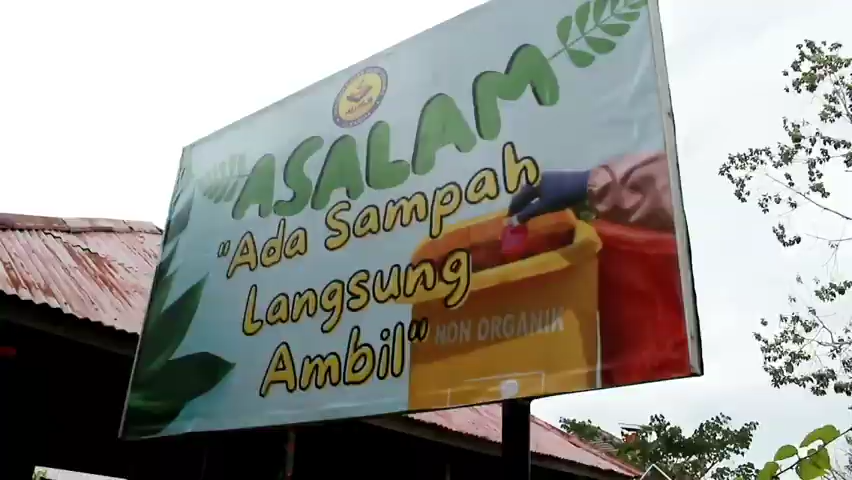 ASALAM
"Ada Sampah
Langsung
Ambil"
NON ORGANIK